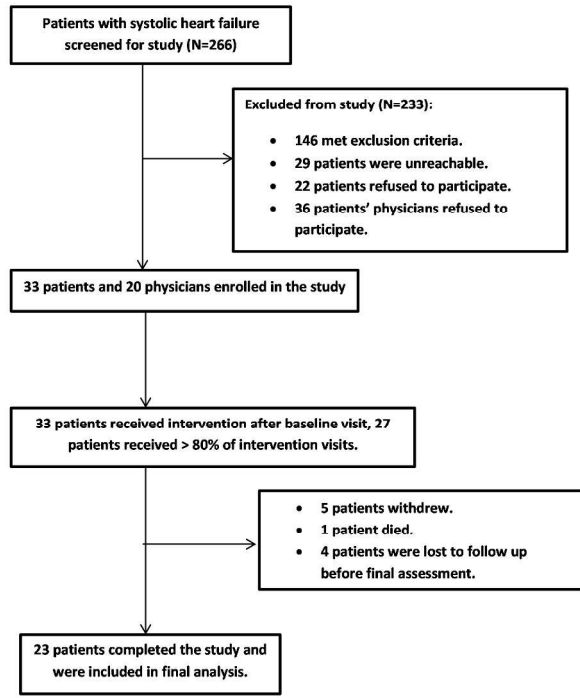 Patients with systolic heart failure
screened for study (N=266)
Excluded from study (N=233):
• 146 met exclusion criteria.
• 29 patients were unreachable.
• 22 patients refused to participate.
• 36 patients’ physicians refused to
participate.
33 patients and 20 physicians enrolled in the study
33 patients received intervention after baseline visit, 27
patients received > 80% of intervention visits.
• 5 patients withdrew.
• 1 patient died.
• 4 patients were lost to follow up
before final assessment.
23 patients completed the study and
were included in final analysis.